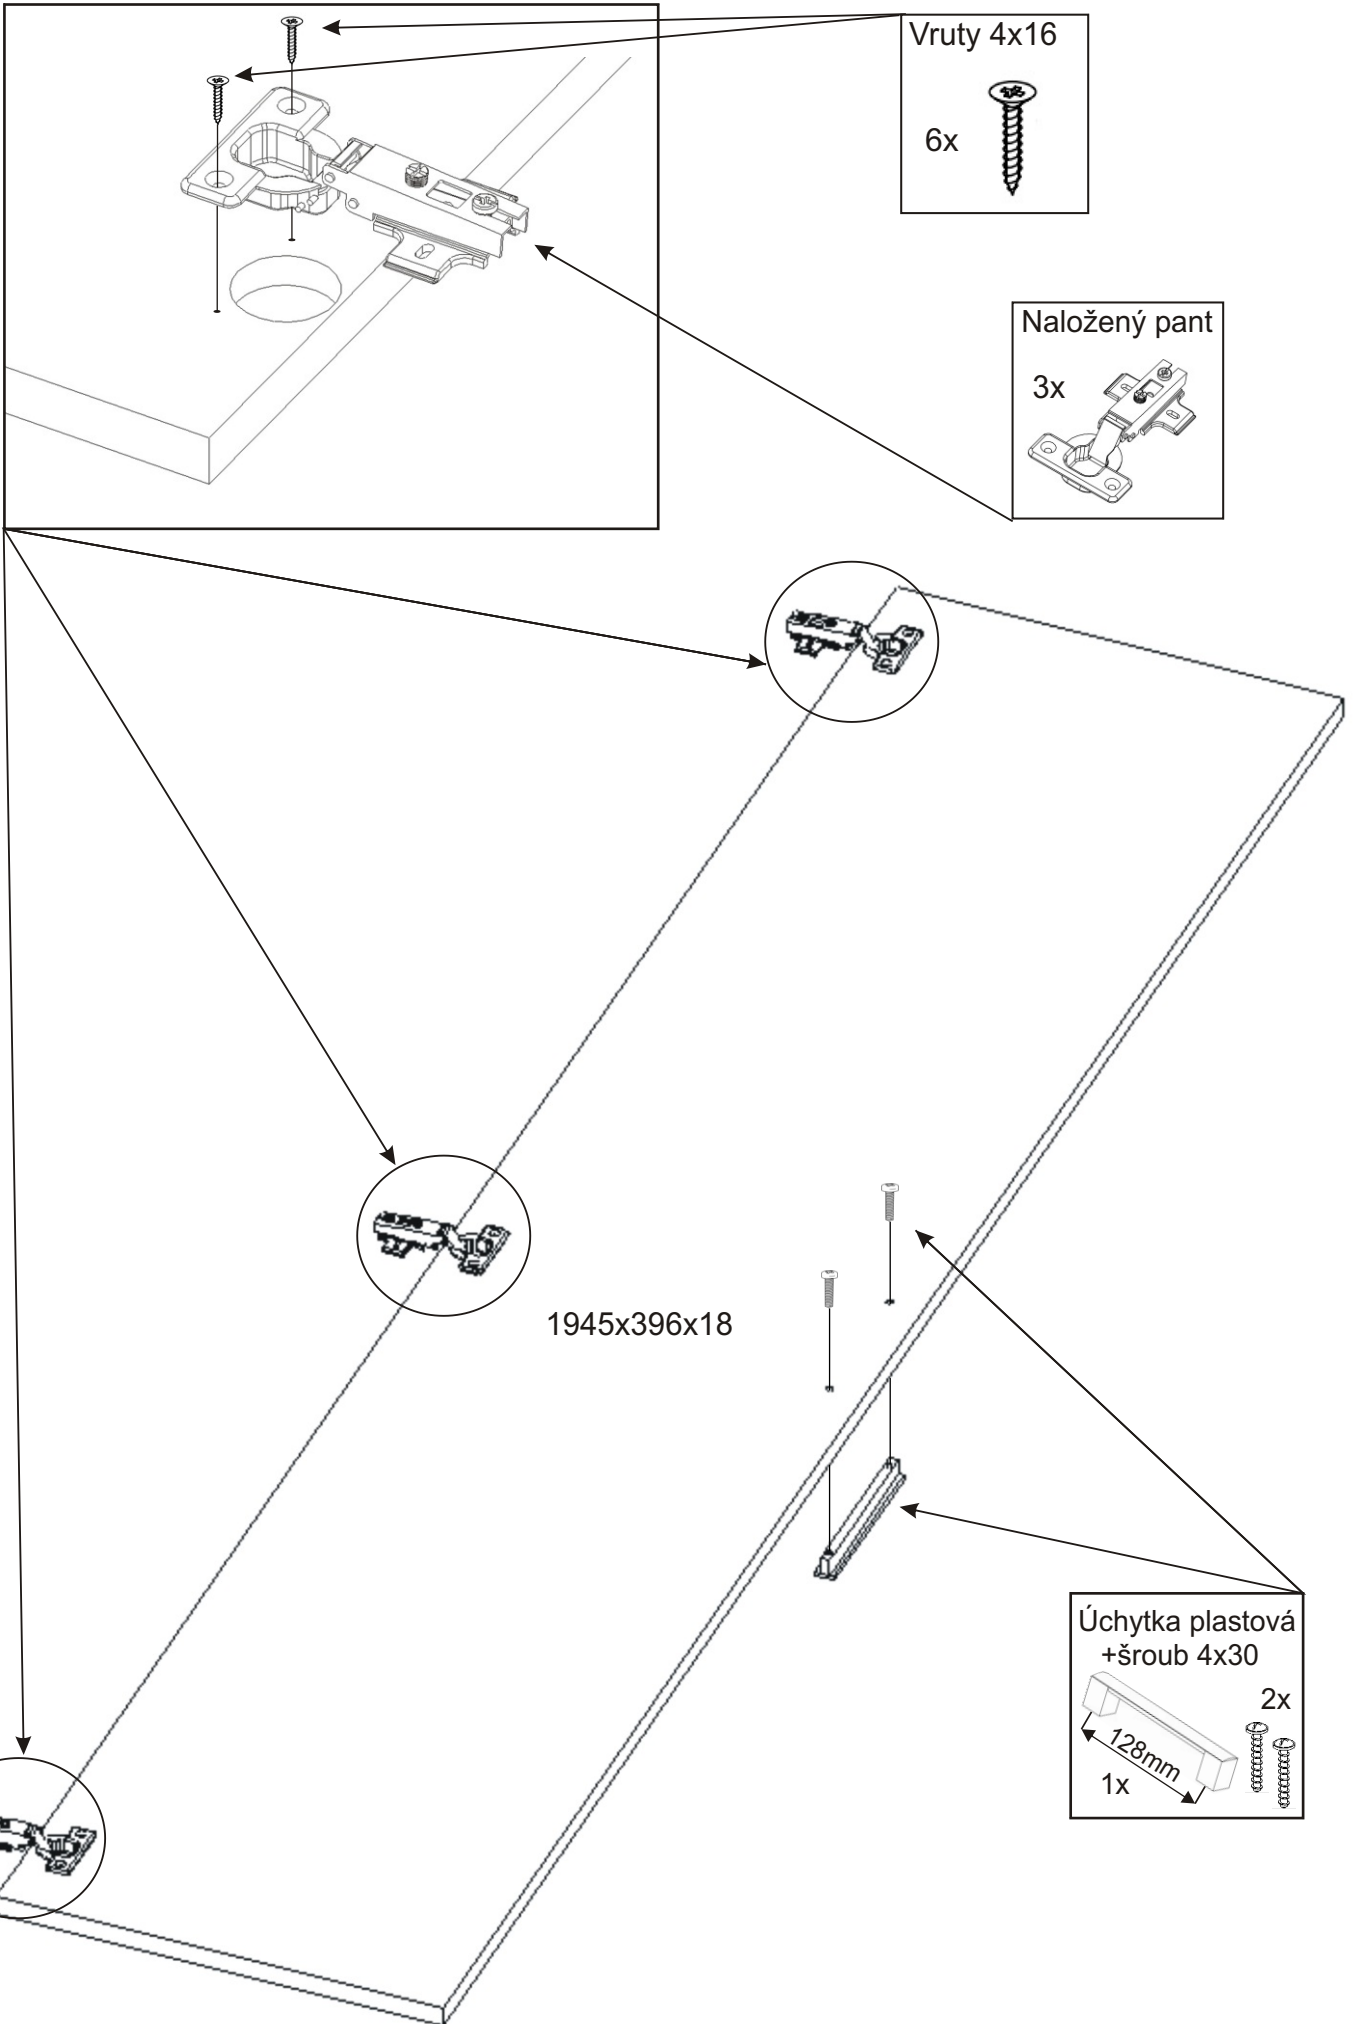 Vruty 4x16
6x
Naložený pant
3x
1945x396x18
Úchytka plastová
+šroub 4x30
2x
128mm
1x